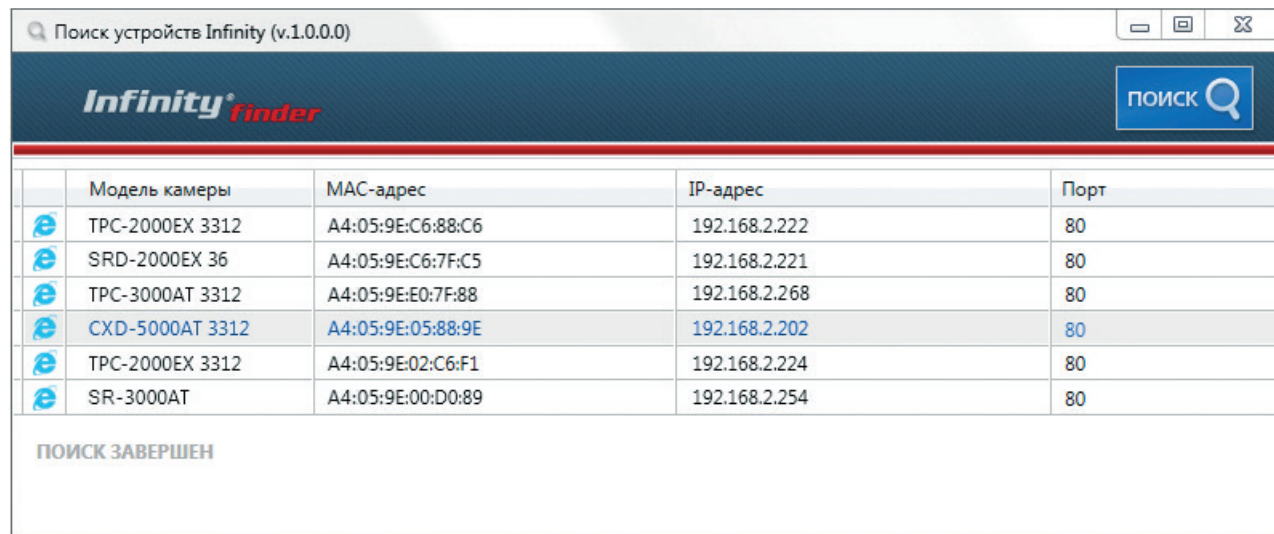 Поиск устройств Infinity (v.1.0.0.0)
Infinity® finder
ПОИСК
Модель камеры MAC-адрес IP-адрес Порт
TPC-2000EX 3312 A4:05:9E:C6:88:C6 192.168.2.222 80
SRD-2000EX 36 A4:05:9E:C6:7F:C5 192.168.2.221 80
TPC-3000AT 3312 A4:05:9E:E0:7F:88 192.168.2.268 80
CXD-5000AT 3312 A4:05:9E:05:88:9E 192.168.2.202 80
TPC-2000EX 3312 A4:05:9E:02:C6:F1 192.168.2.224 80
SR-3000AT A4:05:9E:00:D0:89 192.168.2.254 80
ПОИСК ЗАВЕРШЕН